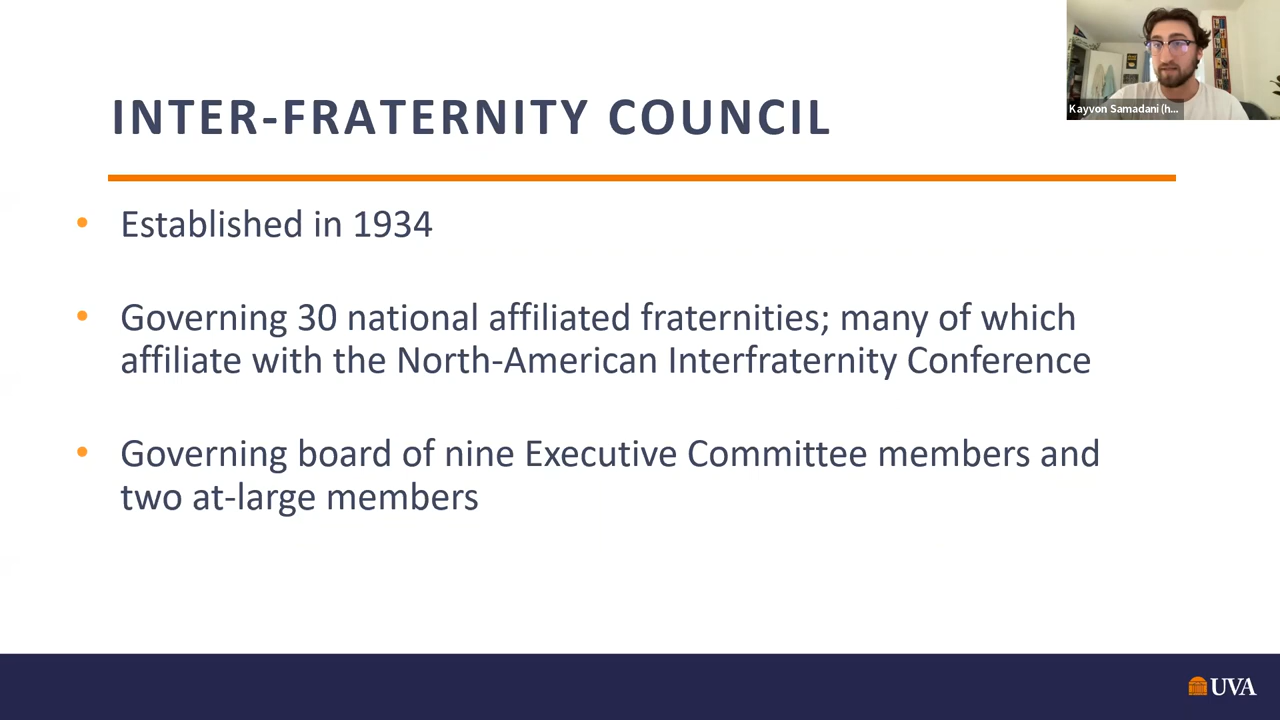 INTER-FRATERNITY COUNCIL
Kayvon Samadani (h...
• Established in 1934
• Governing 30 national affiliated fraternities; many of which
affiliate with the North-American Interfraternity Conference
• Governing board of nine Executive Committee members and
two at-large members
UVA